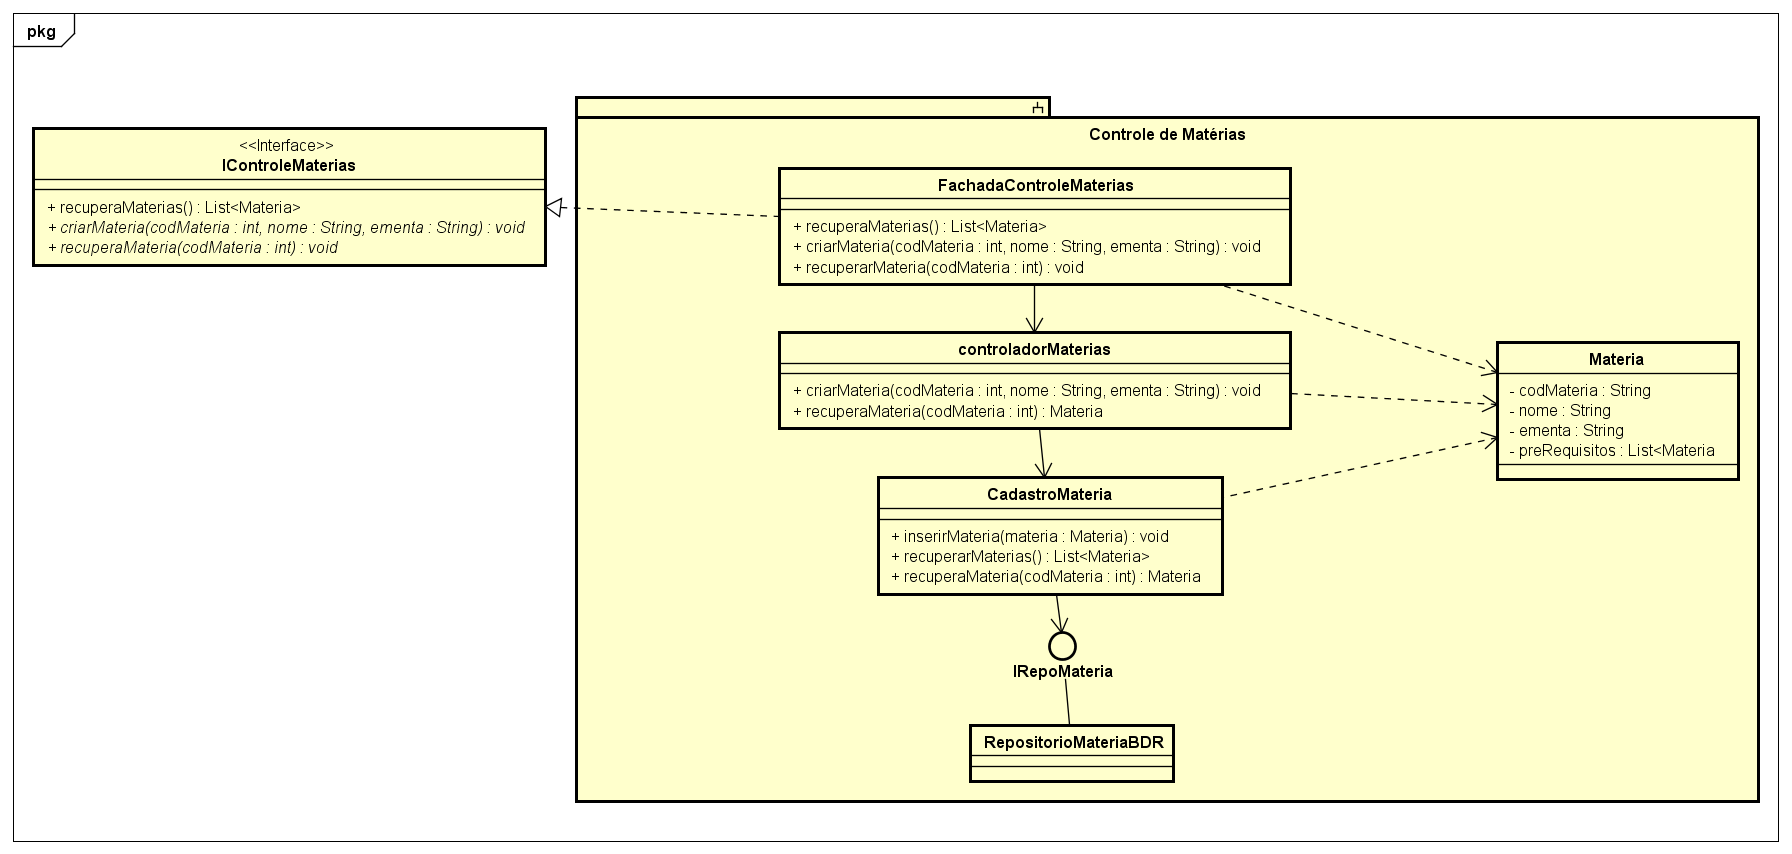 pkg
<<Interface>>
IControleMaterias
+ recuperaMaterias() : List<Materia>
+ criarMateria(codMateria : int, nome : String, ementa : String) : void
+ recuperaMateria(codMateria : int) : void
Controle de Matérias
FachadaControleMaterias
+ recuperaMaterias() : List<Materia>
+ criarMateria(codMateria : int, nome : String, ementa : String) : void
+ recuperarMateria(codMateria : int) : void
controladorMaterias
+ criarMateria(codMateria : int, nome : String, ementa : String) : void
+ recuperaMateria(codMateria : int) : Materia
Materia
- codMateria : String
- nome : String
- ementa : String
- preRequisitos : List<Materia
CadastroMateria
+ inserirMateria(materia : Materia) : void
+ recuperarMaterias() : List<Materia>
+ recuperaMateria(codMateria : int) : Materia
IRepoMateria
RepositorioMateriaBDR